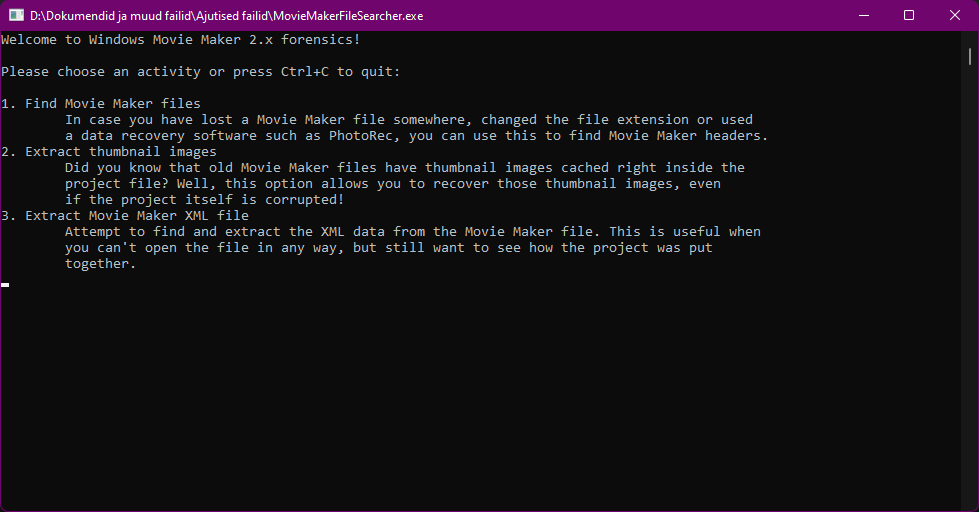 D:\Dokumendid ja muud failid\Ajutised failid\MovieMakerFileSearcher.exe
Welcome to Windows Movie Maker 2.x forensics!
Please choose an activity or press Ctrl+C to quit:
1. Find Movie Maker files
In case you have lost a Movie Maker file somewhere, changed the file extension or used
a data recovery software such as PhotoRec, you can use this to find Movie Maker headers.
2. Extract thumbnail images
Did you know that old Movie Maker files have thumbnail images cached right inside the
project file? Well, this option allows you to recover those thumbnail images, even
if the project itself is corrupted!
3. Extract Movie Maker XML file
Attempt to find and extract the XML data from the Movie Maker file. This is useful when
you can't open the file in any way, but still want to see how the project was put
together.